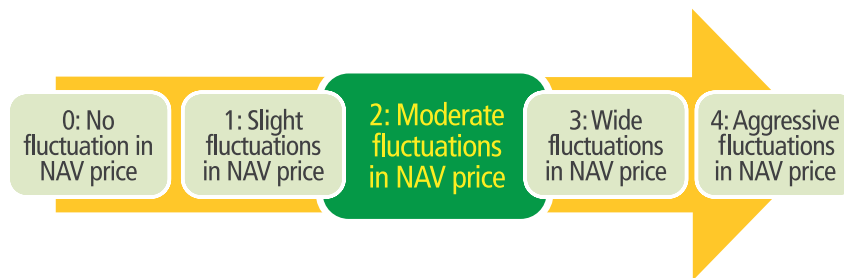 0: No
fluctuation in
NAV price
1: Slight
fluctuations
in NAV price
2: Moderate
fluctuations
in NAV price
3: Wide
fluctuations
in NAV price
4: Aggressive
fluctuations
in NAV price